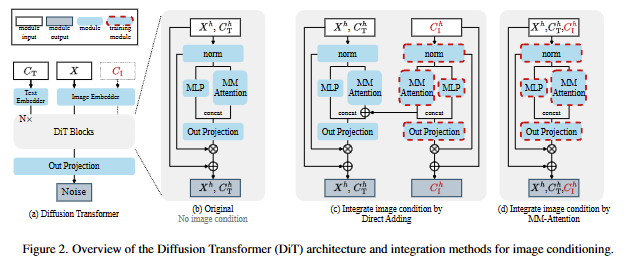 module input
module output
module
training module
C_T
X
C_I
Text Embedder
Image Embedder
N×
DiT Blocks
Out Projection
Noise
(a) Diffusion Transformer
X^h, C_T^h
norm
MLP
MM Attention
concat
Out Projection
X^h, C_T^h
(b) Original
No image condition
X^h, C_T^h
C_I^h
norm
norm
MLP
MM Attention
MM Attention
MLP
concat
concat
Out Projection
Out Projection
X^h, C_T^h
C_I^h
(c) Integrate image condition by
Direct Adding
X^h,C_T^h,C_I^h
norm
MLP
MM Attention
concat
Out Projection
X^h,C_T^h,C_I^h
(d) Integrate image condition by
MM-Attention
Figure 2. Overview of the Diffusion Transformer (DiT) architecture and integration methods for image conditioning.